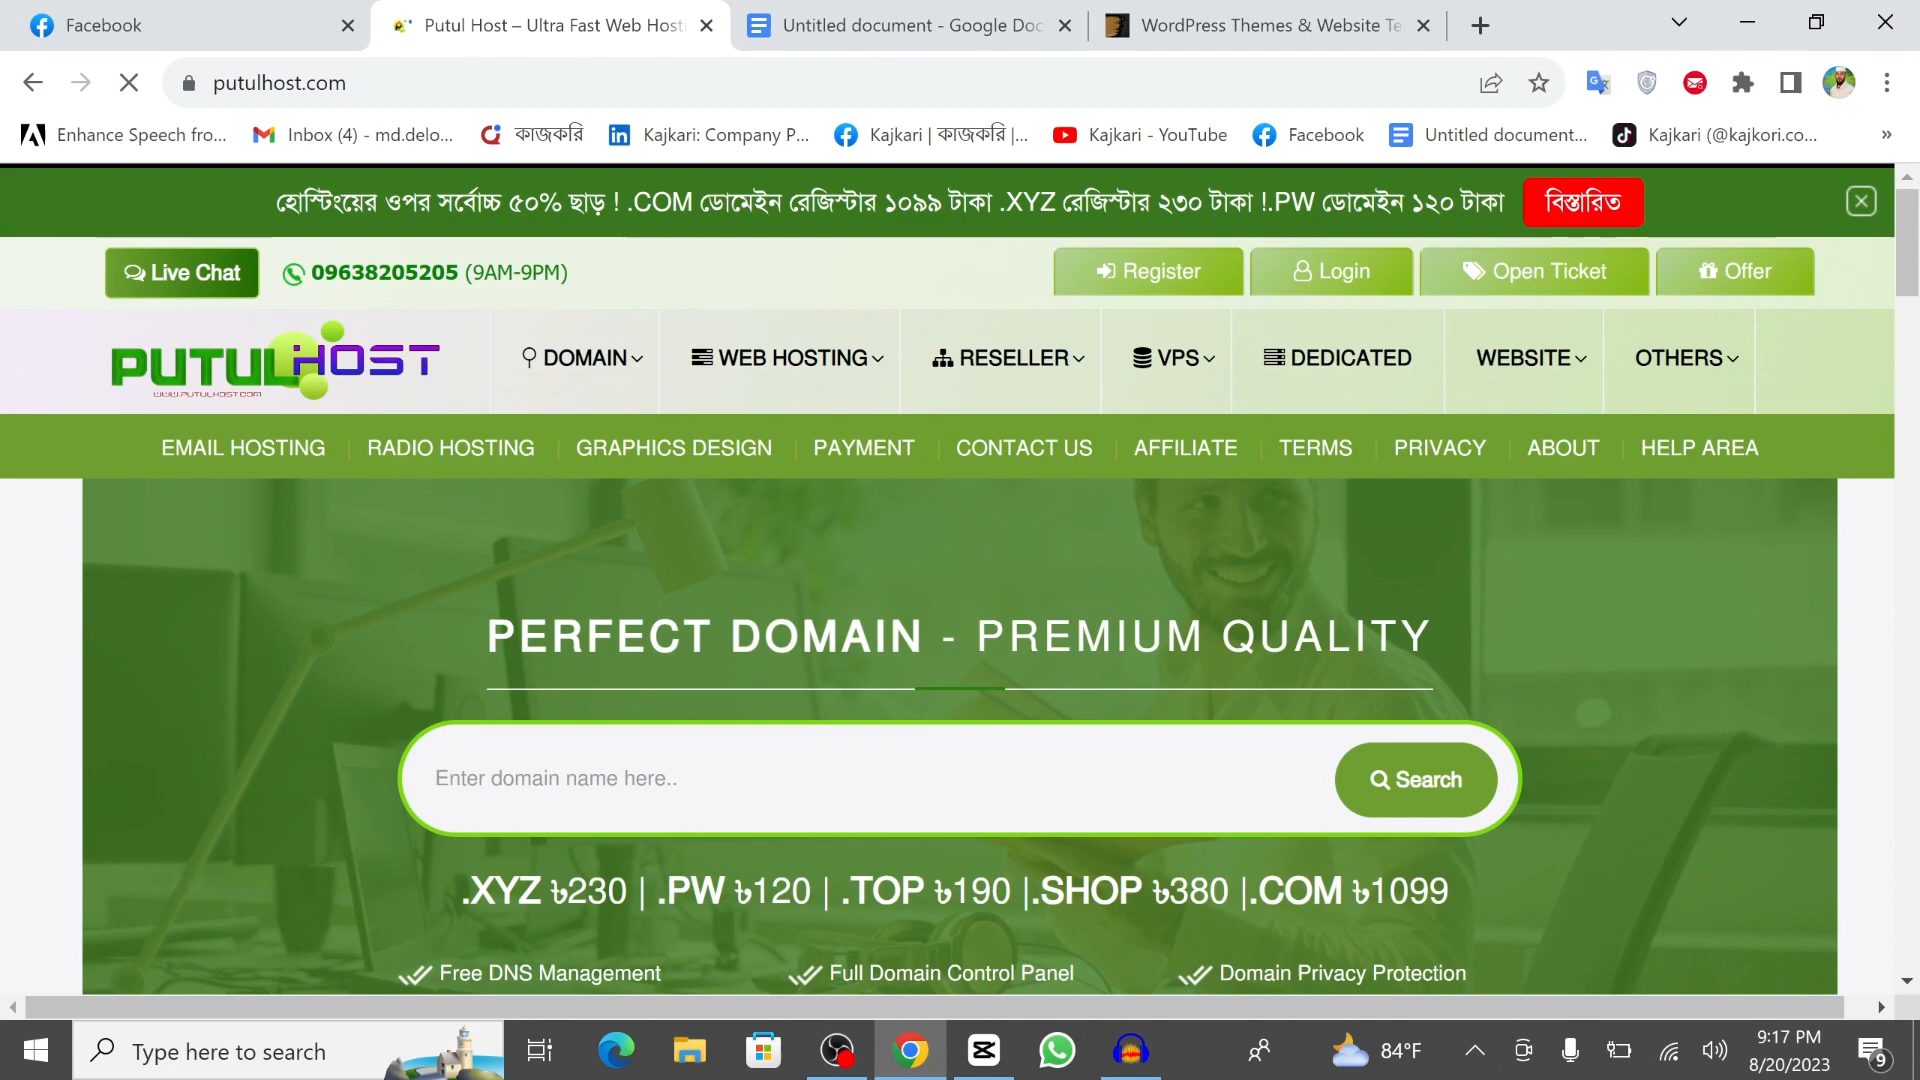 Facebook
Putul Host – Ultra Fast Web Host
Untitled document - Google Doc
WordPress Themes & Website Te
putulhost.com
Enhance Speech fro...
Inbox (4) - md.delo...
কাজকরি
Kajkari: Company P...
Kajkari | কাজকরি |...
Kajkari - YouTube
Facebook
Untitled document...
Kajkari (@kajkori.co...
»
হোস্টিংয়ের ওপর সর্বোচ্চ ৫০% ছাড় ! .COM ডোমেইন রেজিস্টার ১০৯৯ টাকা .XYZ রেজিস্টার ২৩০ টাকা !.PW ডোমেইন ১২০ টাকা
বিস্তারিত
Live Chat
09638205205 (9AM-9PM)
Register
Login
Open Ticket
Offer
PUTULHOST
WWW.PUTULHOST.COM
DOMAIN
WEB HOSTING
RESELLER
VPS
DEDICATED
WEBSITE
OTHERS
EMAIL HOSTING
RADIO HOSTING
GRAPHICS DESIGN
PAYMENT
CONTACT US
AFFILIATE
TERMS
PRIVACY
ABOUT
HELP AREA
PERFECT DOMAIN - PREMIUM QUALITY
Enter domain name here..
Search
.XYZ ৳230 | .PW ৳120 | .TOP ৳190 |.SHOP ৳380 |.COM ৳1099
Free DNS Management
Full Domain Control Panel
Domain Privacy Protection
Type here to search
84°F
9:17 PM
8/20/2023
9